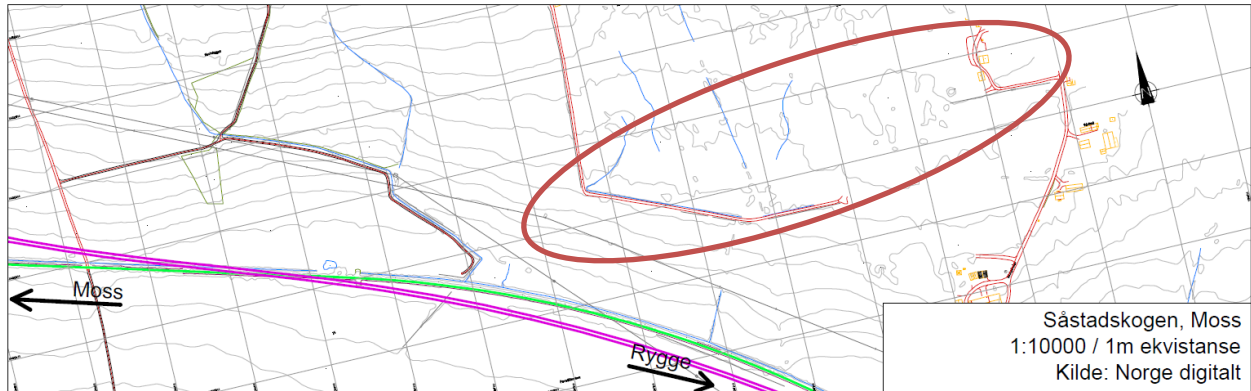 Moss
Rygge
Såstadskogen, Moss
1:10000 / 1m ekvistanse
Kilde: Norge digitalt